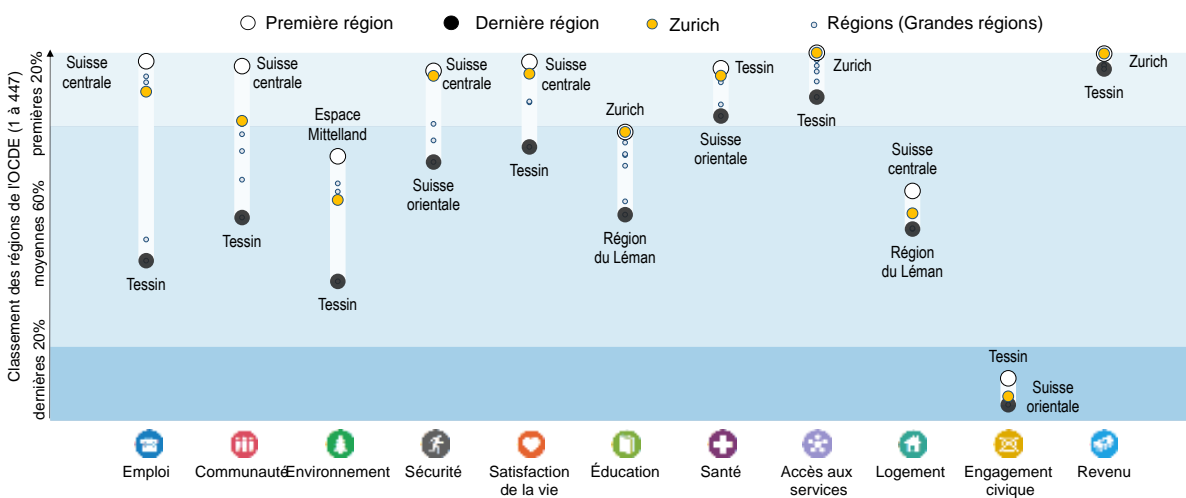 Première région
Dernière région
Zurich
Régions (Grandes régions)
Classement des régions de l'OCDE (1 à 447)
premières 20%
moyennes 60%
dernières 20%
Suisse
centrale
Tessin
Suisse
centrale
Tessin
Espace
Mittelland
Tessin
Suisse
centrale
Suisse
orientale
Suisse
centrale
Tessin
Zurich
Région
du Léman
Tessin
Suisse
orientale
Zurich
Tessin
Suisse
centrale
Région
du Léman
Tessin
Suisse
orientale
Zurich
Tessin
Emploi
Communauté
Environnement
Sécurité
Satisfaction
de la vie
Éducation
Santé
Accès aux
services
Logement
Engagement
civique
Revenu